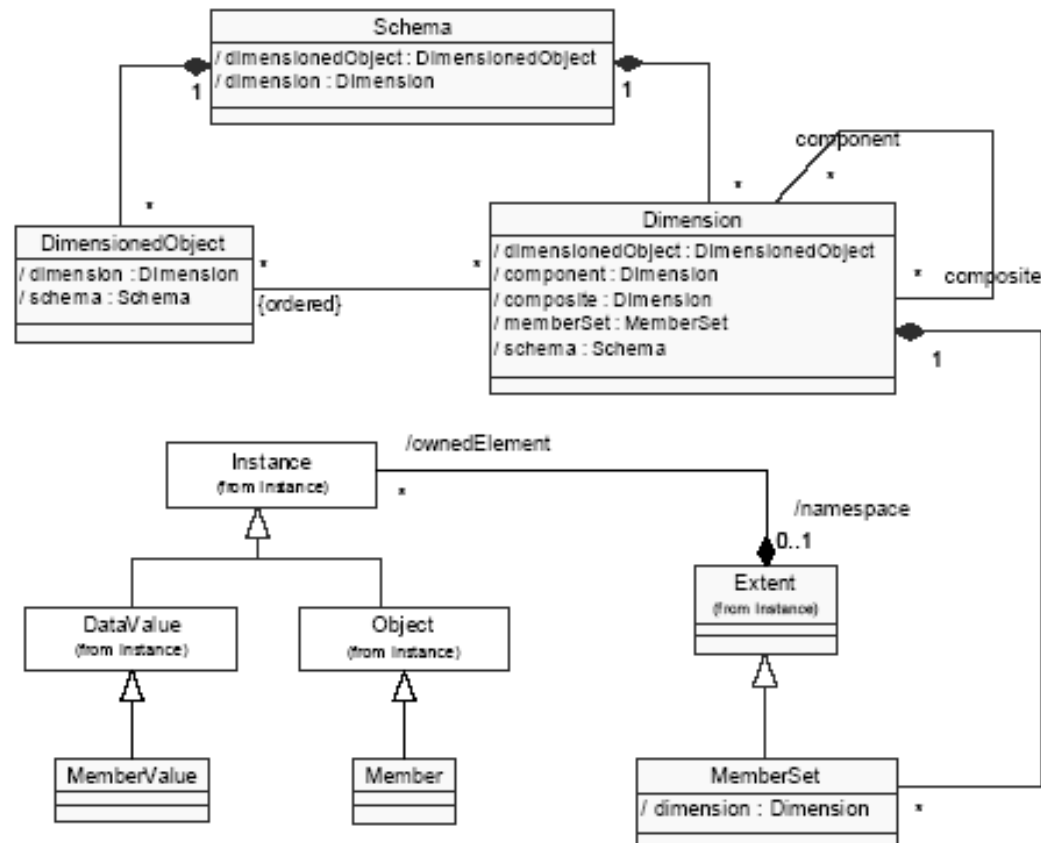 Schema
/ dimensionedObject : DimensionedObject
/ dimension : Dimension
1
1
component
*
*
*
DimensionedObject
/ dimension : Dimension
/ schema : Schema
*
{ordered}
*
Dimension
/ dimensionedObject : DimensionedObject
/ component : Dimension
/ composite : Dimension
/ memberSet : MemberSet
/ schema : Schema
*
composite
1
/ownedElement
Instance
(from Instance)
*
/namespace
0..1
Extent
(from Instance)
DataValue
(from Instance)
Object
(from Instance)
MemberValue
Member
MemberSet
/ dimension : Dimension
*